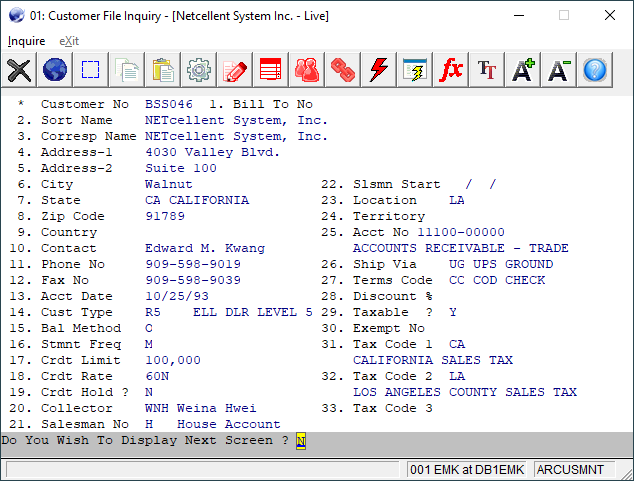 01: Customer File Inquiry - [Netcellent System Inc. - Live]
Inquire eXit
fx TT A+ A- ?
* Customer No BSS046 1. Bill To No
2. Sort Name NETcellent System, Inc.
3. Corresp Name NETcellent System, Inc.
4. Address-1 4030 Valley Blvd.
5. Address-2 Suite 100
6. City Walnut 22. Slsmn Start / /
7. State CA CALIFORNIA 23. Location LA
8. Zip Code 91789 24. Territory
9. Country 25. Acct No 11100-00000
10. Contact Edward M. Kwang ACCOUNTS RECEIVABLE - TRADE
11. Phone No 909-598-9019 26. Ship Via UG UPS GROUND
12. Fax No 909-598-9039 27. Terms Code CC COD CHECK
13. Acct Date 10/25/93 28. Discount %
14. Cust Type R5 ELL DLR LEVEL 5 29. Taxable ? Y
15. Bal Method O 30. Exempt No
16. Stmnt Freq M 31. Tax Code 1 CA
17. Crdt Limit 100,000 CALIFORNIA SALES TAX
18. Crdt Rate 60N 32. Tax Code 2 LA
19. Crdt Hold ? N LOS ANGELES COUNTY SALES TAX
20. Collector WNH Weina Hwei 33. Tax Code 3
21. Salesman No H House Account
Do You Wish To Display Next Screen ? N
001 EMK at DB1EMK ARCUSMNT